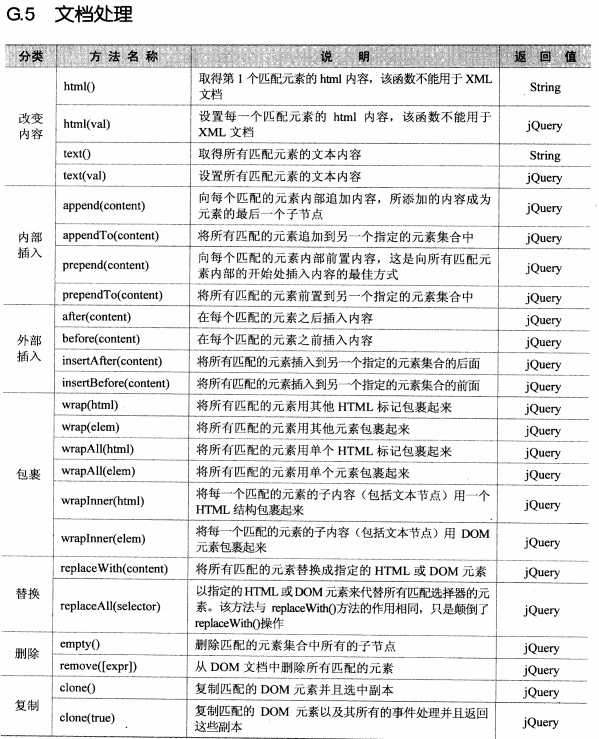 G.5 文档处理
分类 方法名称 说明 返回值
改变
内容
html()
取得第 1 个匹配元素的 html 内容，该函数不能用于 XML
文档
String
html(val)
设置每一个匹配元素的 html 内容，该函数不能用于
XML 文档
jQuery
text() 取得所有匹配元素的文本内容 String
text(val) 设置所有匹配元素的文本内容 jQuery
内部
插入
append(content)
向每个匹配的元素内部追加内容，所添加的内容成为
元素的最后一个子节点
jQuery
appendTo(content) 将所有匹配的元素追加到另一个指定的元素集合中 jQuery
prepend(content)
向每个匹配的元素内部前置内容，这是向所有匹配元
素内部的开始处插入内容的最佳方式
jQuery
prependTo(content) 将所有匹配的元素前置到另一个指定的元素集合中 jQuery
外部
插入
after(content) 在每个匹配的元素之后插入内容 jQuery
before(content) 在每个匹配的元素之前插入内容 jQuery
insertAfter(content) 将所有匹配的元素插入到另一个指定的元素集合的后面 jQuery
insertBefore(content) 将所有匹配的元素插入到另一个指定的元素集合的前面 jQuery
包裹
wrap(html) 将所有匹配的元素用其他 HTML 标记包裹起来 jQuery
wrap(elem) 将所有匹配的元素用其他元素包裹起来 jQuery
wrapAll(html) 将所有匹配的元素用单个 HTML 标记包裹起来 jQuery
wrapAll(elem) 将所有匹配的元素用单个元素包裹起来 jQuery
wrapInner(html)
将每一个匹配的元素的子内容（包括文本节点）用一个
HTML 结构包裹起来
jQuery
wrapInner(elem)
将每一个匹配的元素的子内容（包括文本节点）用 DOM
元素包裹起来
jQuery
替换
replaceWith(content) 将所有匹配的元素替换成指定的 HTML 或 DOM 元素 jQuery
replaceAll(selector)
以指定的 HTML 或 DOM 元素来代替所有匹配选择器的元
素。该方法与 replaceWith()方法的作用相同，只是颠倒了
replaceWith()操作
jQuery
删除
empty() 删除匹配的元素集合中所有的子节点 jQuery
remove([expr]) 从 DOM 文档中删除所有匹配的元素 jQuery
复制
clone() 复制匹配的 DOM 元素并且选中副本 jQuery
clone(true)
复制匹配的 DOM 元素以及其所有的事件处理并且返回
这些副本
jQuery